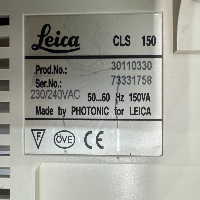 Leica CLS 150
Prod.No.: 30110330
Ser.No.: 73331758
230/240VAC 50...60 Hz 150VA
Made by PHOTONIC for LEICA
F ÖVE CE